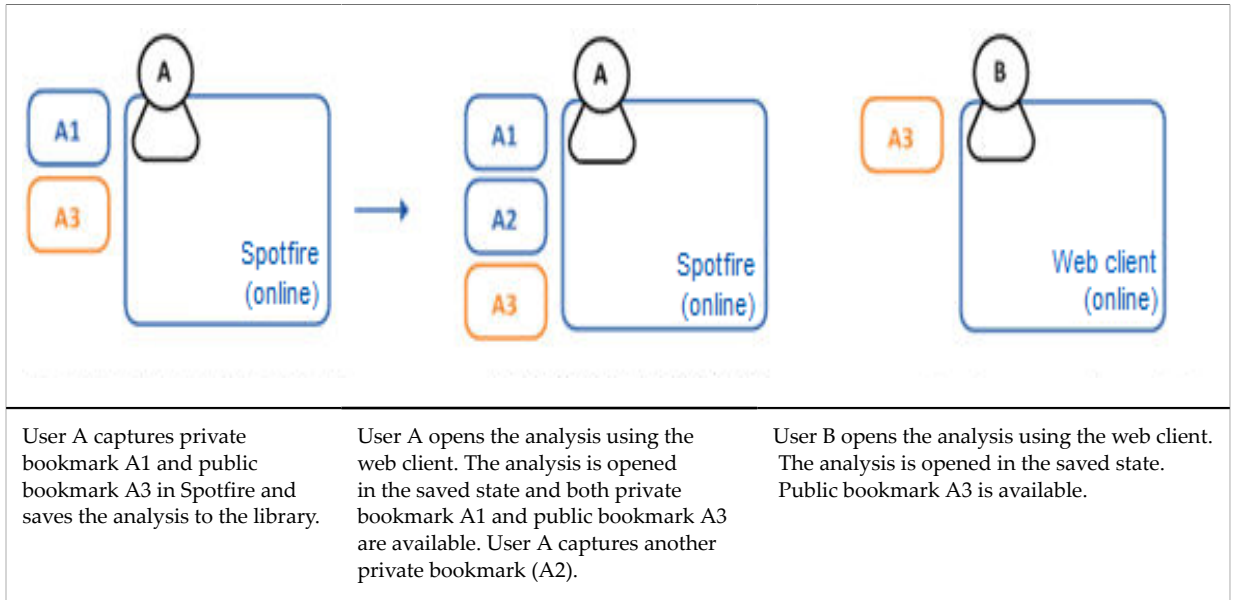 A
A1
A3
Spotfire
(online)
A
A1
A2
A3
Spotfire
(online)
B
A3
Web client
(online)
User A captures private
bookmark A1 and public
bookmark A3 in Spotfire and
saves the analysis to the library.
User A opens the analysis using the
web client. The analysis is opened
in the saved state and both private
bookmark A1 and public bookmark A3
are available. User A captures another
private bookmark (A2).
User B opens the analysis using the web client.
The analysis is opened in the saved state.
Public bookmark A3 is available.